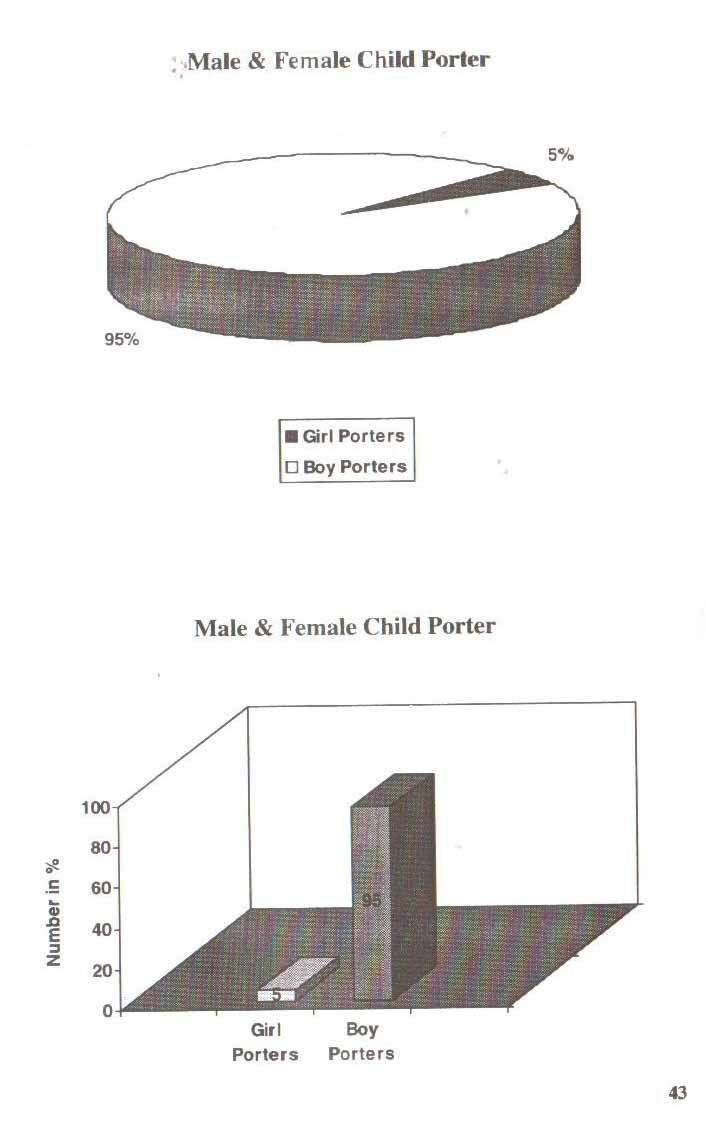 Male & Female Child Porter
5%
95%
Girl Porters
Boy Porters
Male & Female Child Porter
Number in %
100
80
60
40
20
0
95
5
Girl Porters
Boy Porters
43